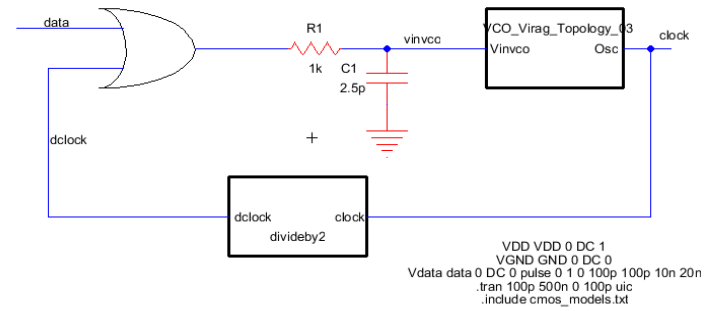 data
R1
1k
C1
2.5p
vinvco
VCO_Virag_Topology_03
Vinvco
Osc
clock
dclock
dclock
clock
divideby2
VDD VDD 0 DC 1
VGND GND 0 DC 0
Vdata data 0 DC 0 pulse 0 1 0 100p 100p 10n 20n
.tran 100p 500n 0 100p uic
.include cmos_models.txt